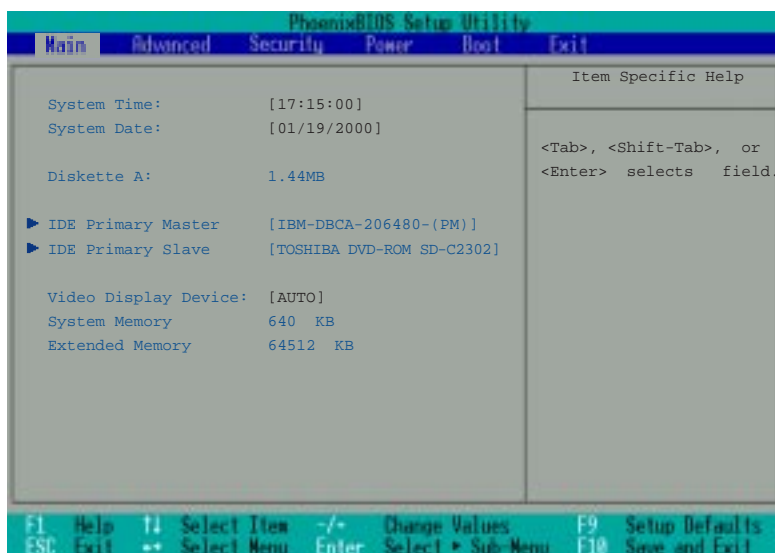 PhoenixBIOS Setup Utility
Main Advanced Security Power Boot Exit
Item Specific Help
System Time: [17:15:00]
System Date: [01/19/2000]
<Tab>, <Shift-Tab>, or
<Enter> selects field.
Diskette A: 1.44MB
IDE Primary Master [IBM-DBCA-206480-(PM)]
IDE Primary Slave [TOSHIBA DVD-ROM SD-C2302]
Video Display Device: [AUTO]
System Memory 640 KB
Extended Memory 64512 KB
F1 Help ↑↓ Select Item -/+ Change Values F9 Setup Defaults
ESC Exit ←→ Select Menu Enter Select ▶ Sub-Menu F10 Save and Exit